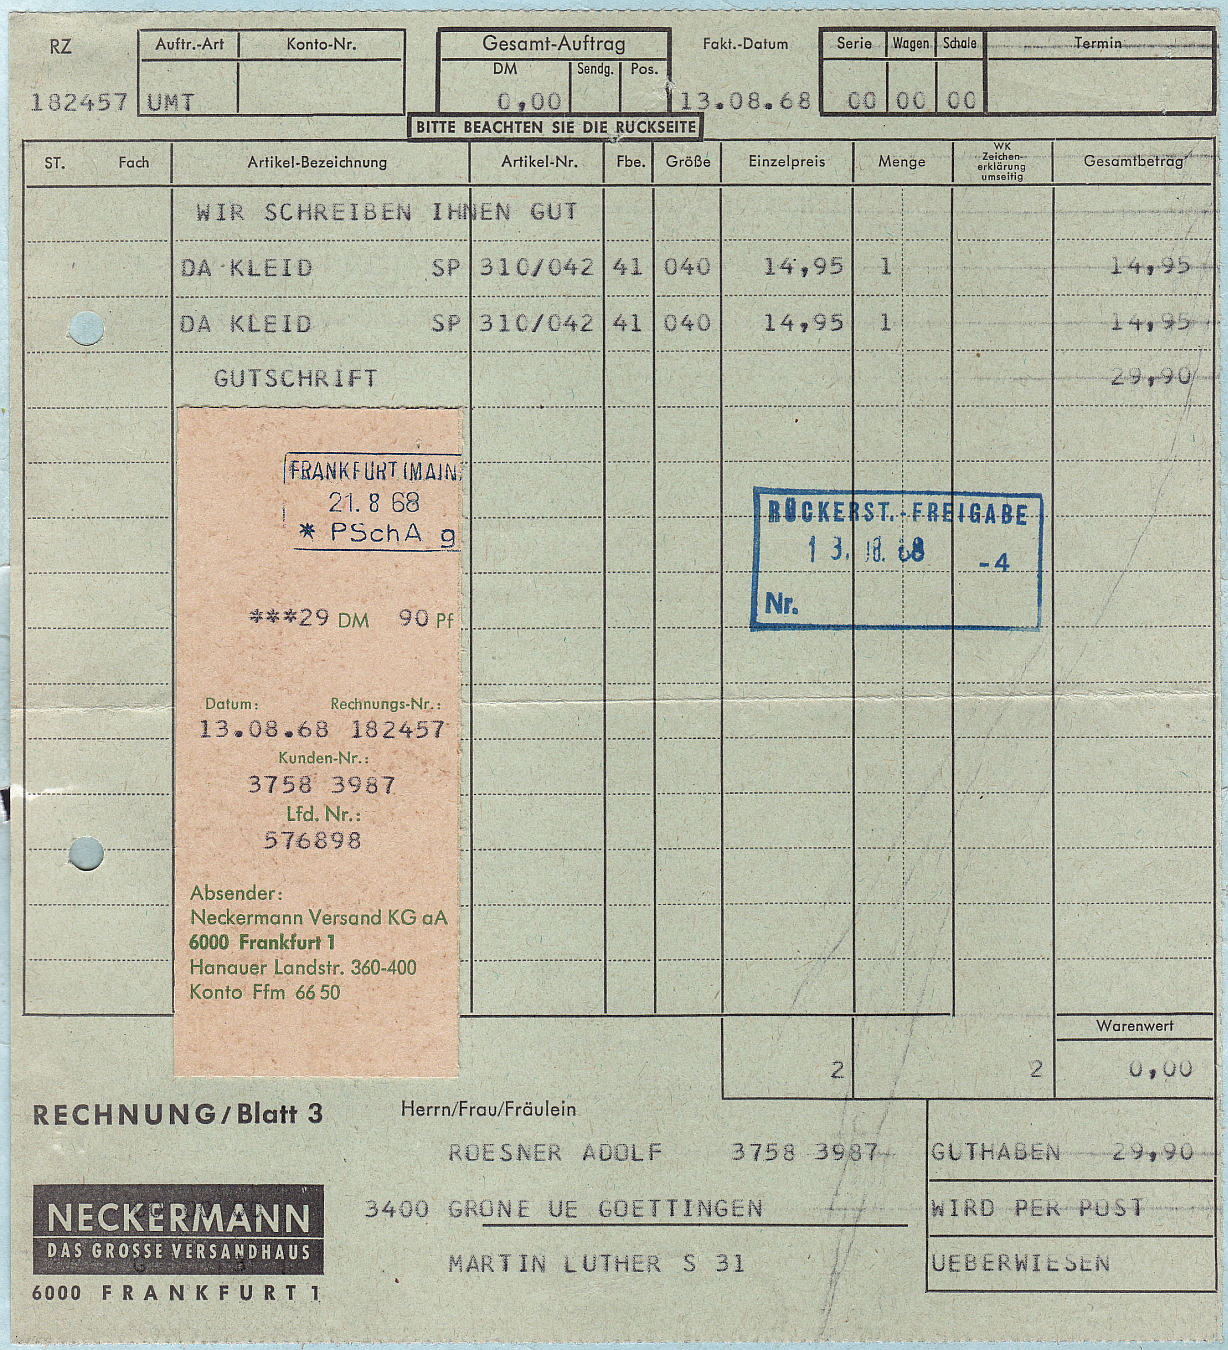 RZ Auftr.-Art Konto-Nr. Gesamt-Auftrag Fakt.-Datum Serie Wagen Schale Termin
DM Sendg. Pos.
182457 UMT 0,00 13.08.68 00 00 00
BITTE BEACHTEN SIE DIE RÜCKSEITE
ST. Fach Artikel-Bezeichnung Artikel-Nr. Fbe. Größe Einzelpreis Menge WK Zeichen- erklärung umseitig Gesamtbetrag
WIR SCHREIBEN IHNEN GUT
DA KLEID SP 310/042 41 040 14,95 1 14,95
DA KLEID SP 310/042 41 040 14,95 1 14,95
GUTSCHRIFT 29,90
FRANKFURT (MAIN)
21. 8 68
* PSchA g
RÜCKERST.-FREIGABE
13. 08. 68 -4
Nr.
***29 DM 90 Pf
Datum: Rechnungs-Nr.:
13.08.68 182457
Kunden-Nr.:
3758 3987
Lfd. Nr.:
576898
Absender:
Neckermann Versand KG aA
6000 Frankfurt 1
Hanauer Landstr. 360-400
Konto Ffm 66 50
Warenwert
2 2 0,00
RECHNUNG/Blatt 3
Herrn/Frau/Fräulein
ROESNER ADOLF 3758 3987 GUTHABEN 29,90
3400 GRONE UE GOETTINGEN WIRD PER POST
MARTIN LUTHER S 31 UEBERWIESEN
NECKERMANN
DAS GROSSE VERSANDHAUS
6000 FRANKFURT 1